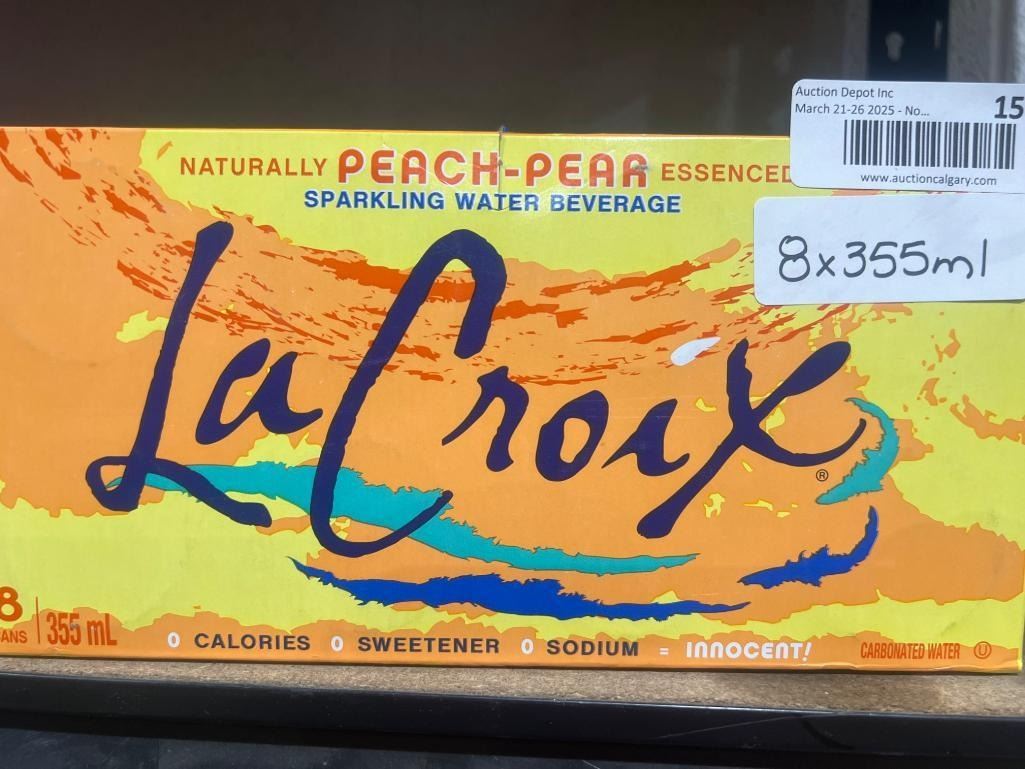 Auction Depot Inc
March 21-26 2025 - No...
15
www.auctioncalgary.com
NATURALLY PEACH-PEAR ESSENCED
SPARKLING WATER BEVERAGE
8x355ml
LaCroix
®
8
ANS
355 mL
0 CALORIES 0 SWEETENER 0 SODIUM = INNOCENT!
CARBONATED WATER
U